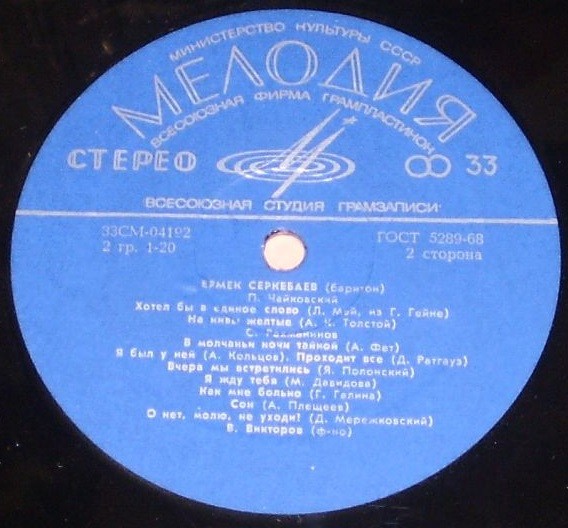 МИНИСТЕРСТВО КУЛЬТУРЫ СССР
МЕЛОДИЯ
ВСЕСОЮЗНАЯ ФИРМА ГРАМПЛАСТИНОК
СТЕРЕО 33
ВСЕСОЮЗНАЯ СТУДИЯ ГРАМЗАПИСИ
33СМ-04192 ГОСТ 5289-68
2 гр. 1-20 2 сторона
ЕРМЕК СЕРКЕБАЕВ (баритон)
П. Чайковский
Хотел бы в единое слово (Л. Мей, из Г. Гейне)
На нивы желтые (А. К. Толстой)
С. Рахманинов
В молчаньи ночи тайной (А. Фет)
Я был у ней (А. Кольцов). Проходит все (Д. Ратгауз)
Вчера мы встретились (Я. Полонский)
Я жду тебя (М. Давидова)
Как мне больно (Г. Галина)
Сон (А. Плещеев)
О нет, молю, не уходи! (Д. Мережковский)
В. Викторов (ф-но)